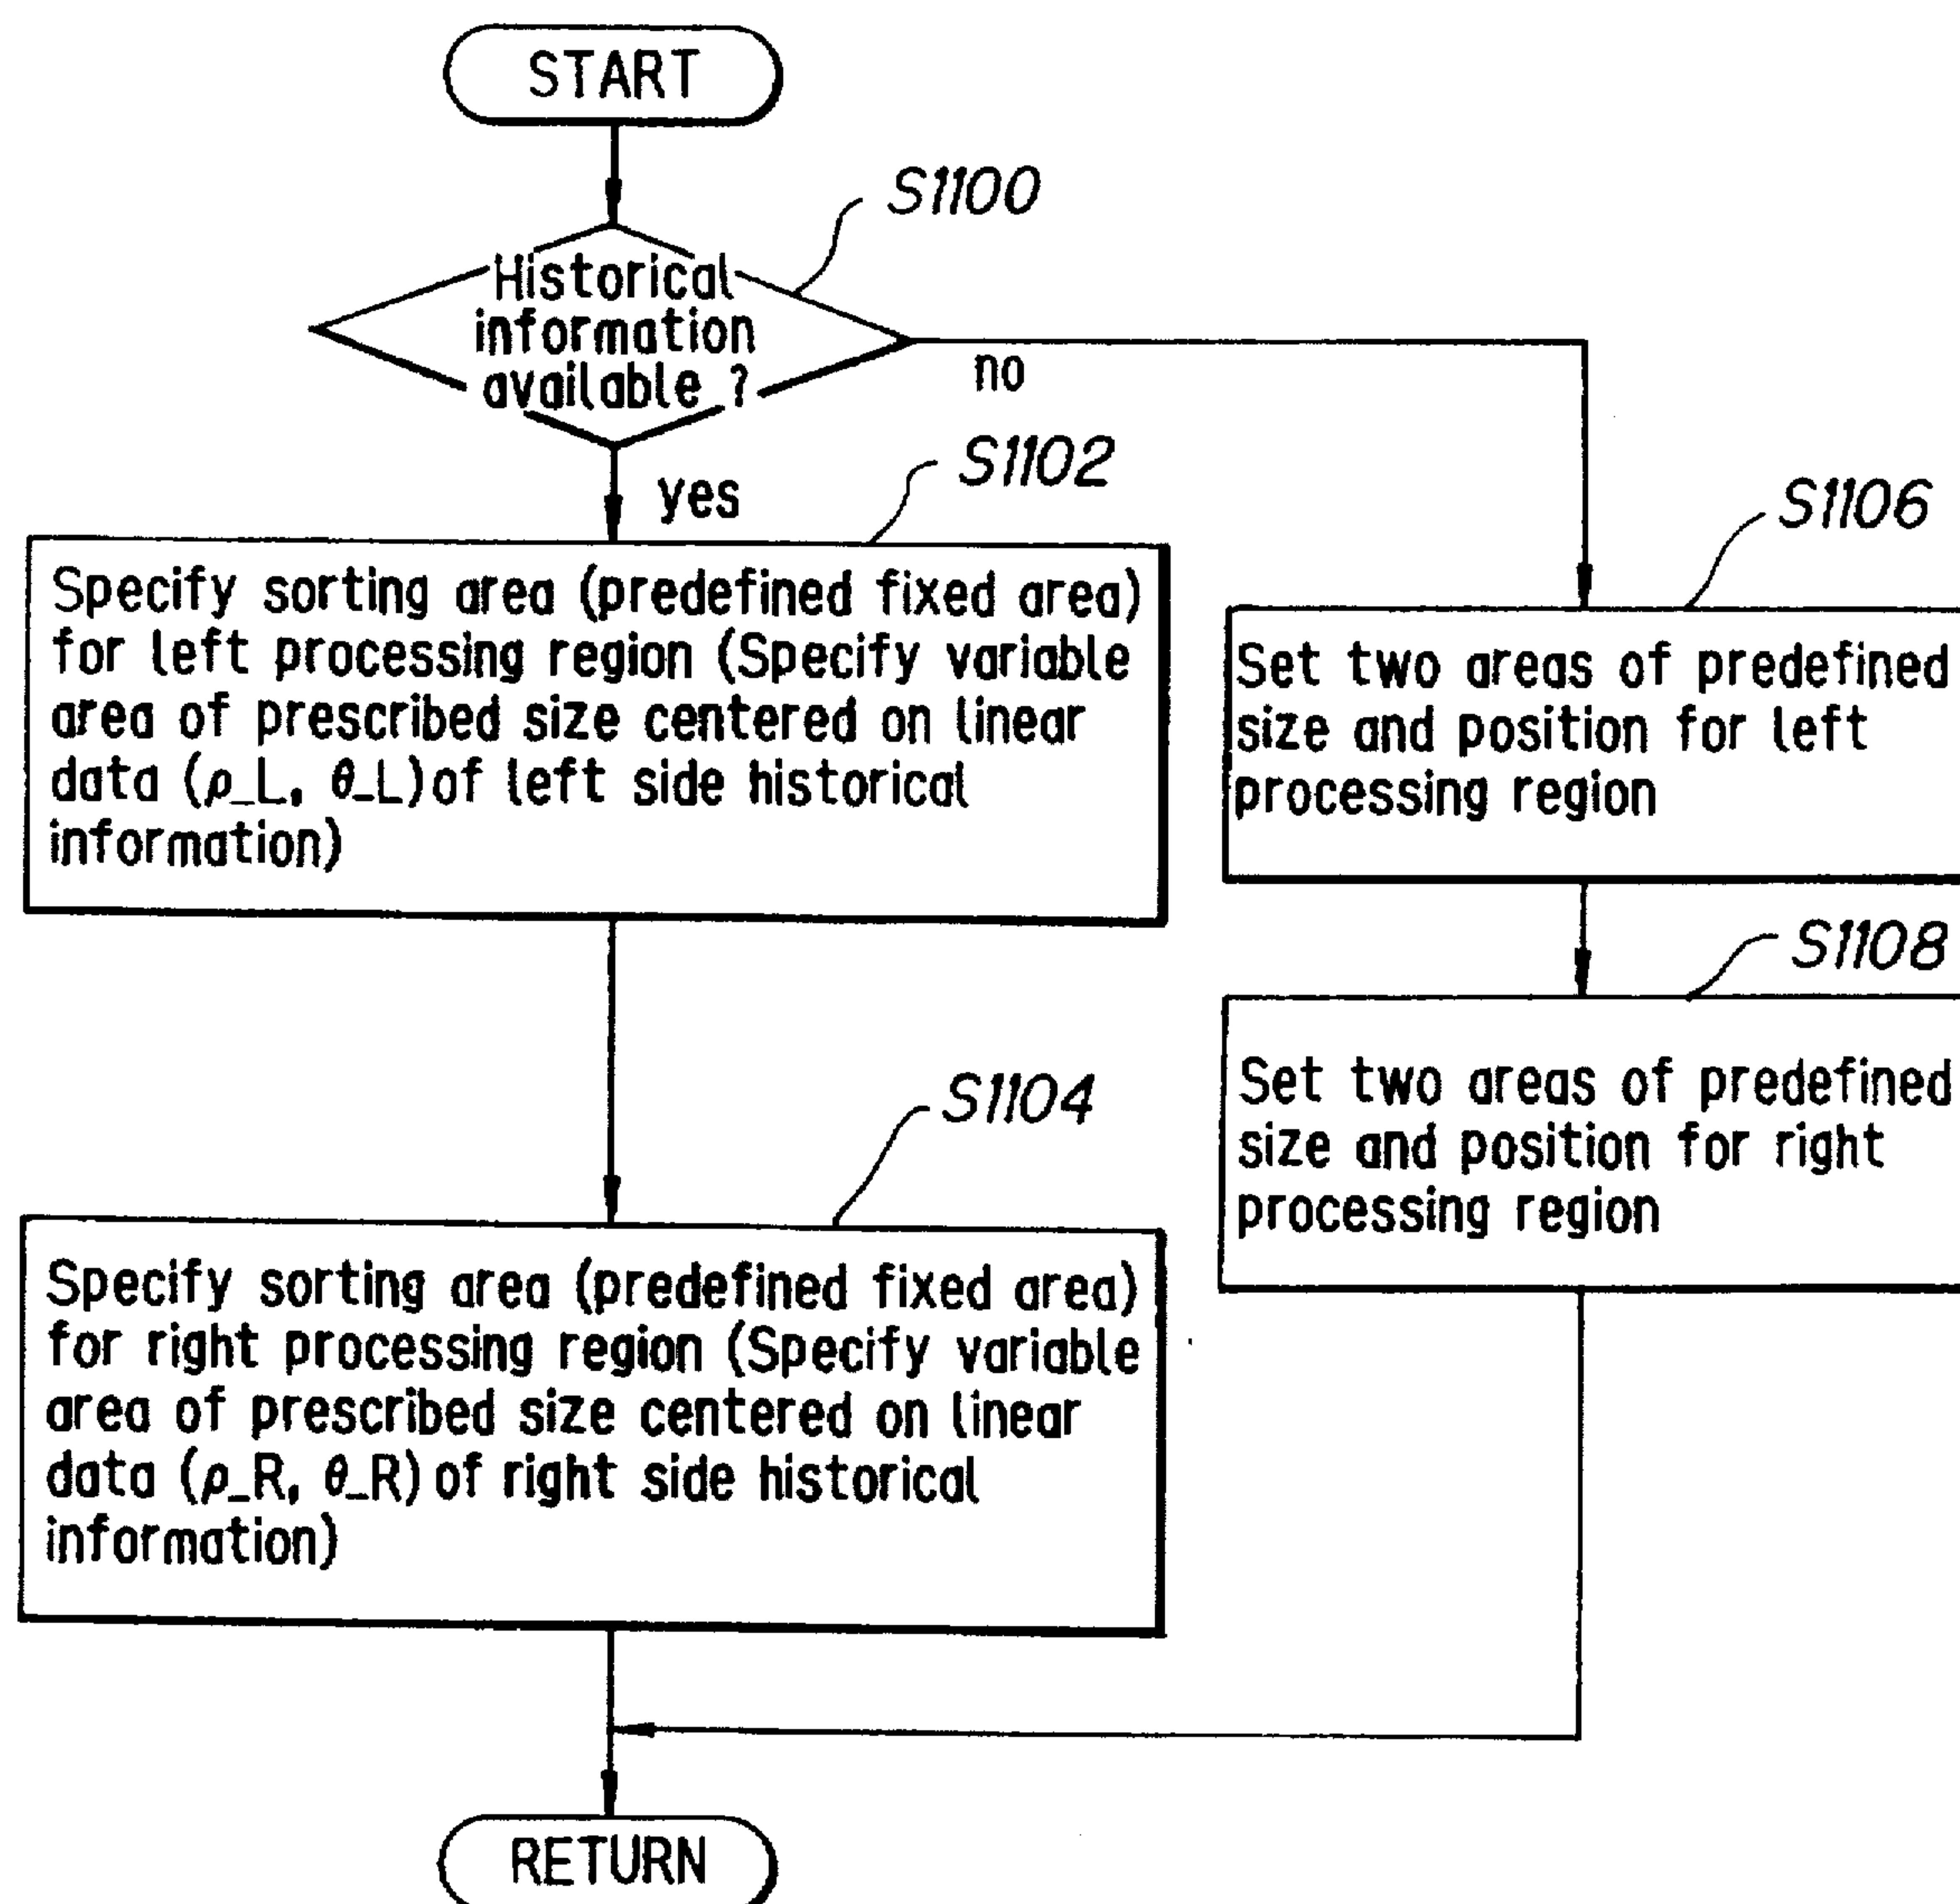 START
S1100
Historical
information
available ?
no
yes
S1102
Specify sorting area (predefined fixed area)
for left processing region (Specify variable
area of prescribed size centered on linear
data (ρ_L, θ_L) of left side historical
information)
S1104
Specify sorting area (predefined fixed area)
for right processing region (Specify variable
area of prescribed size centered on linear
data (ρ_R, θ_R) of right side historical
information)
S1106
Set two areas of predefined
size and position for left
processing region
S1108
Set two areas of predefined
size and position for right
processing region
RETURN